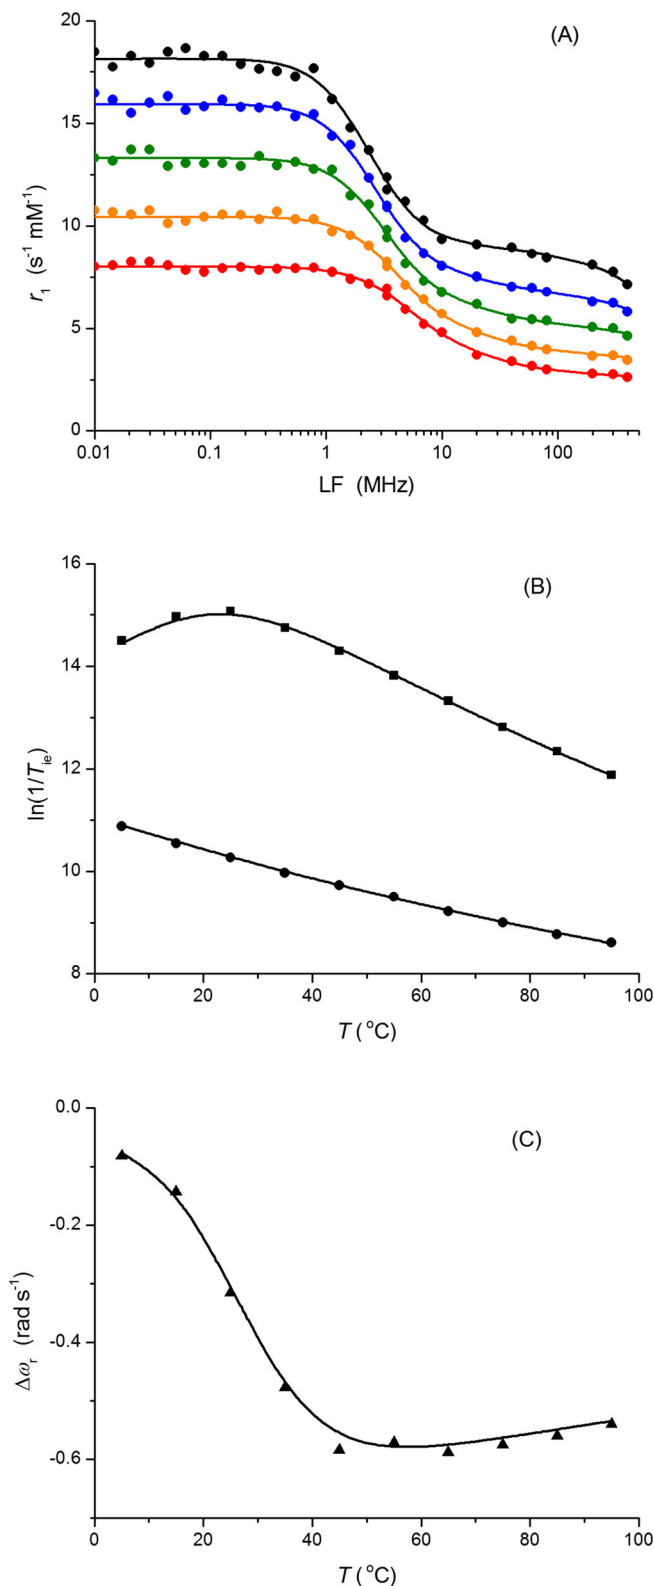 (A)
20
15
10
5
0
r₁ (s⁻¹ mM⁻¹)
0.01 0.1 1 10 100
LF (MHz)
(B)
16
14
12
10
8
ln(1/Tᵢₑ)
0 20 40 60 80 100
T (°C)
(C)
0.0
-0.2
-0.4
-0.6
Δωᵣ (rad s⁻¹)
0 20 40 60 80 100
T (°C)